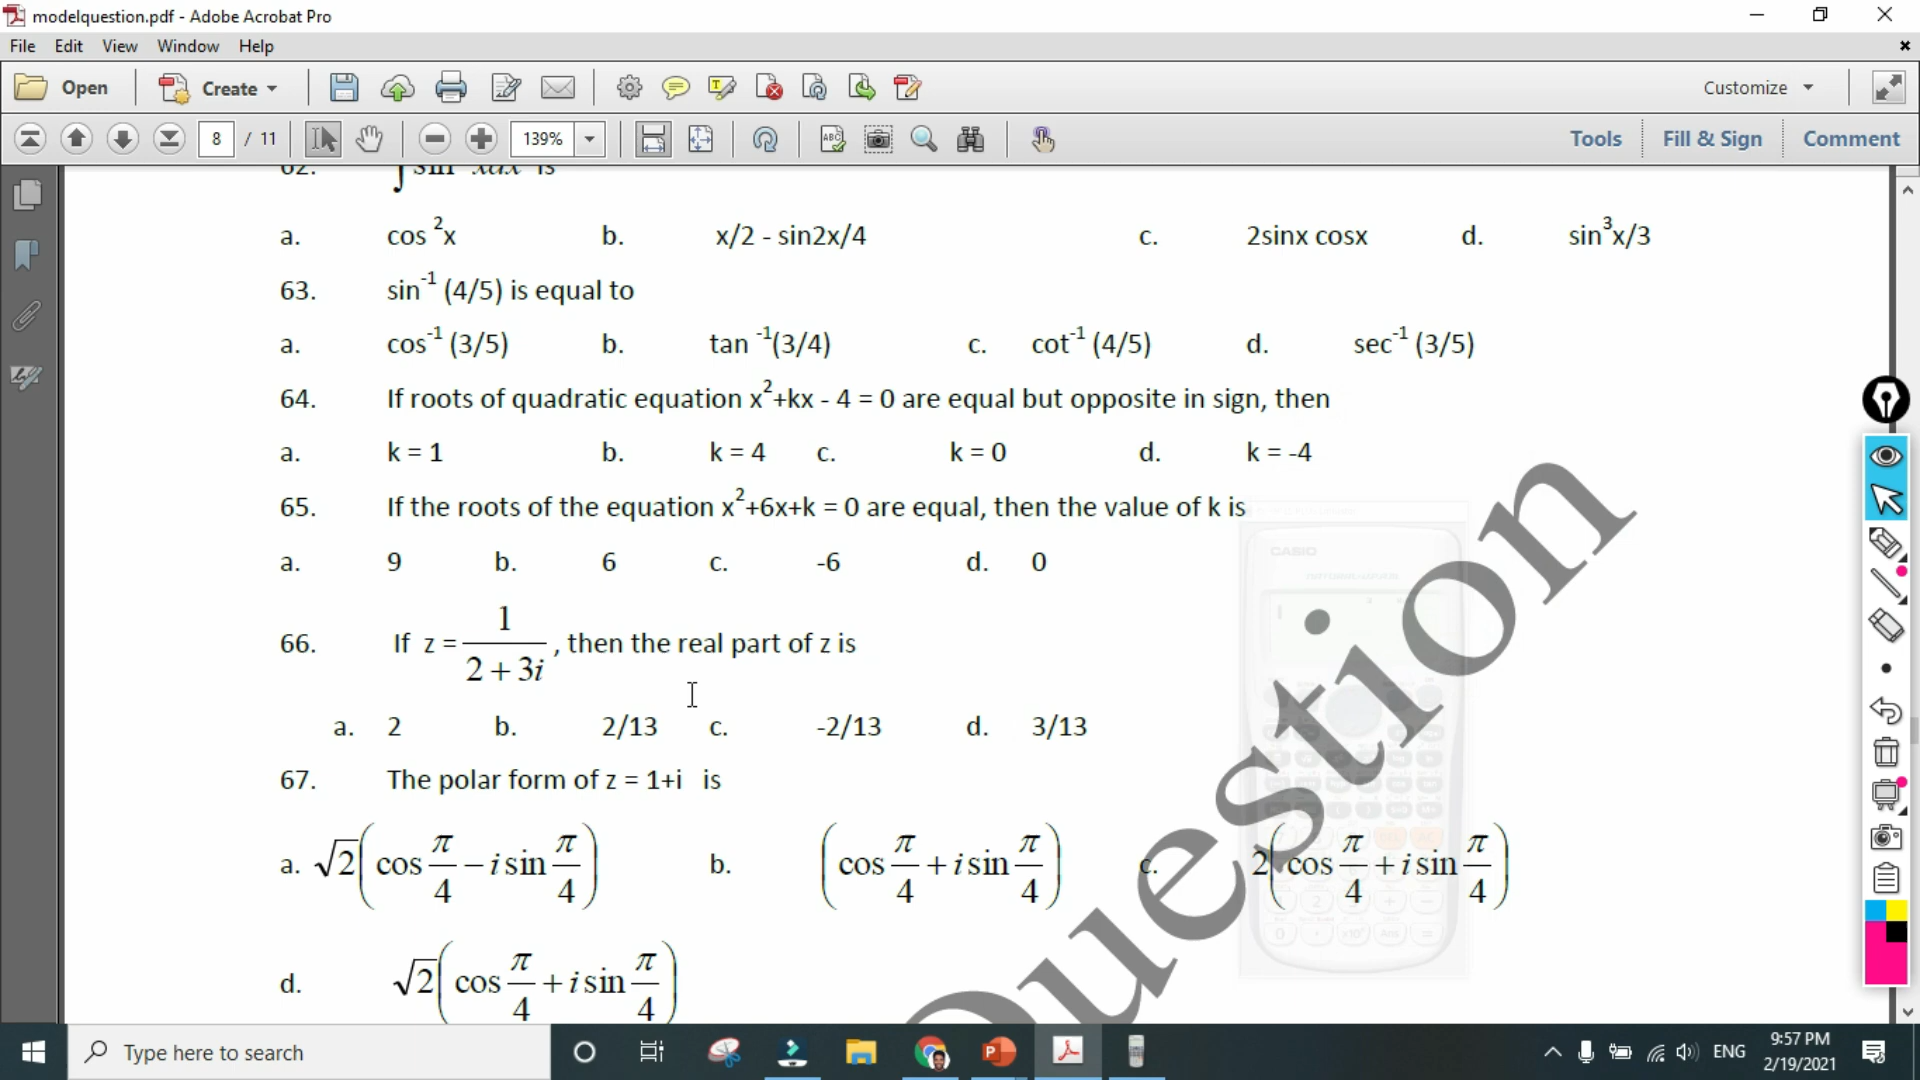 modelquestion.pdf - Adobe Acrobat Pro
File Edit View Window Help
Open Create Customize
8 / 11 139% Tools Fill & Sign Comment
62. ∫ sin xdx is
a. cos ²x b. x/2 - sin2x/4 c. 2sinx cosx d. sin³x/3
63. sin⁻¹ (4/5) is equal to
a. cos⁻¹ (3/5) b. tan ⁻¹(3/4) c. cot⁻¹ (4/5) d. sec⁻¹ (3/5)
64. If roots of quadratic equation x²+kx - 4 = 0 are equal but opposite in sign, then
a. k = 1 b. k = 4 c. k = 0 d. k = -4
65. If the roots of the equation x²+6x+k = 0 are equal, then the value of k is
a. 9 b. 6 c. -6 d. 0
66. If z = 1/(2 + 3i), then the real part of z is
a. 2 b. 2/13 c. -2/13 d. 3/13
67. The polar form of z = 1+i is
a. √2(cos π/4 − i sin π/4) b. (cos π/4 + i sin π/4) c. 2(cos π/4 + i sin π/4)
d. √2(cos π/4 + i sin π/4)
Question
CASIO
Type here to search
ENG
9:57 PM
2/19/2021